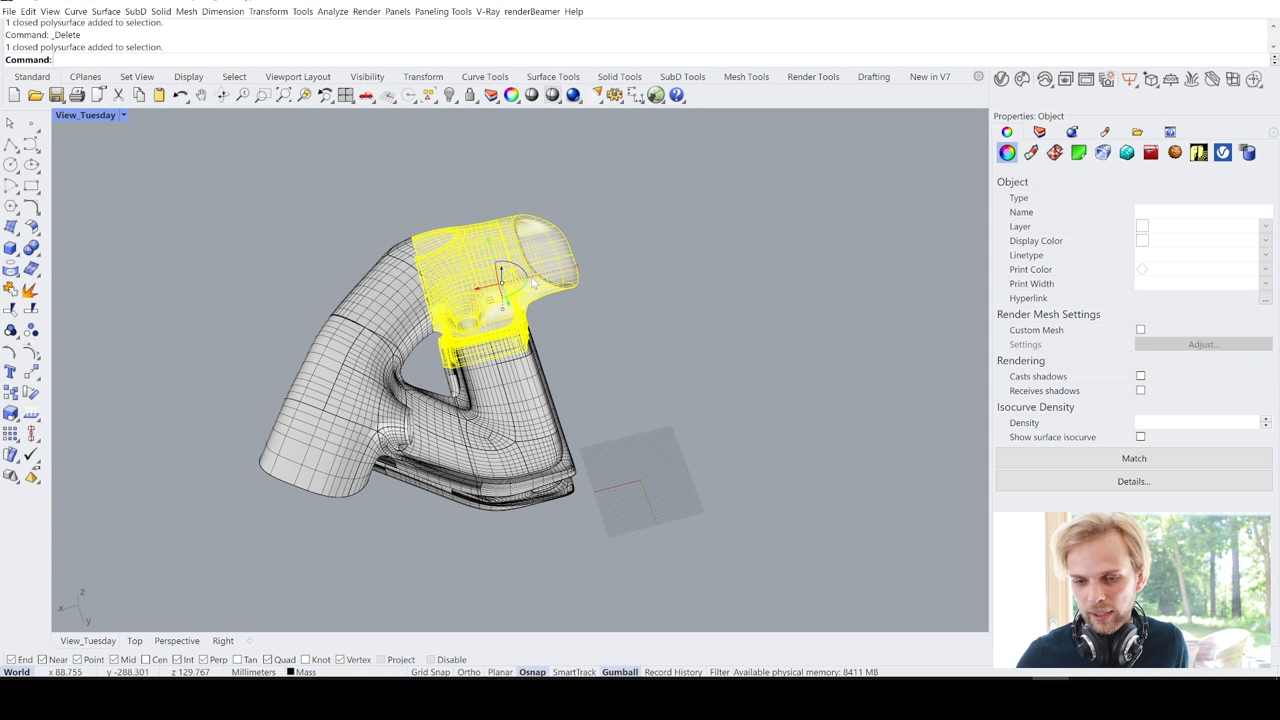 File Edit View Curve Surface SubD Solid Mesh Dimension Transform Tools Analyze Render Panels Paneling Tools V-Ray renderBeamer Help
1 closed polysurface added to selection.
Command: _Delete
1 closed polysurface added to selection.
Command:
Standard CPlanes Set View Display Select Viewport Layout Visibility Transform Curve Tools Surface Tools Solid Tools SubD Tools Mesh Tools Render Tools Drafting New in V7
View_Tuesday
Properties: Object
Object
Type
Name
Layer
Display Color
Linetype
Print Color
Print Width
Hyperlink
...
Render Mesh Settings
Custom Mesh
Settings Adjust...
Rendering
Casts shadows
Receives shadows
Isocurve Density
Density
Show surface isocurve
Match
Details...
z
x
y
View_Tuesday Top Perspective Right
End Near Point Mid Cen Int Perp Tan Quad Knot Vertex Project Disable
World x 88.755 y -288.301 z 129.767 Millimeters Mass Grid Snap Ortho Planar Osnap SmartTrack Gumball Record History Filter Available physical memory: 8411 MB